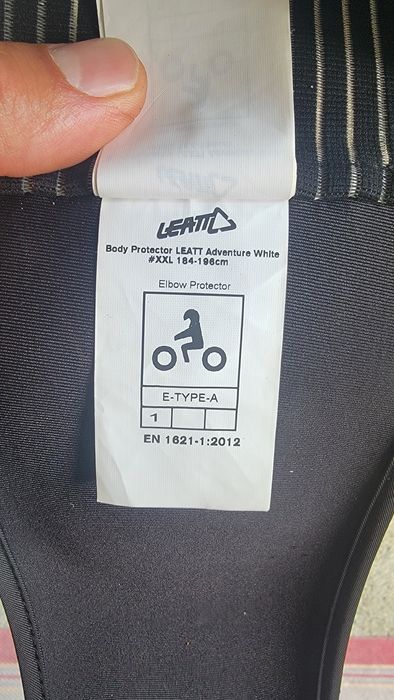 LEATT
Body Protector LEATT Adventure White
#XXL 184-196cm
Elbow Protector
E-TYPE-A
1
EN 1621-1:2012